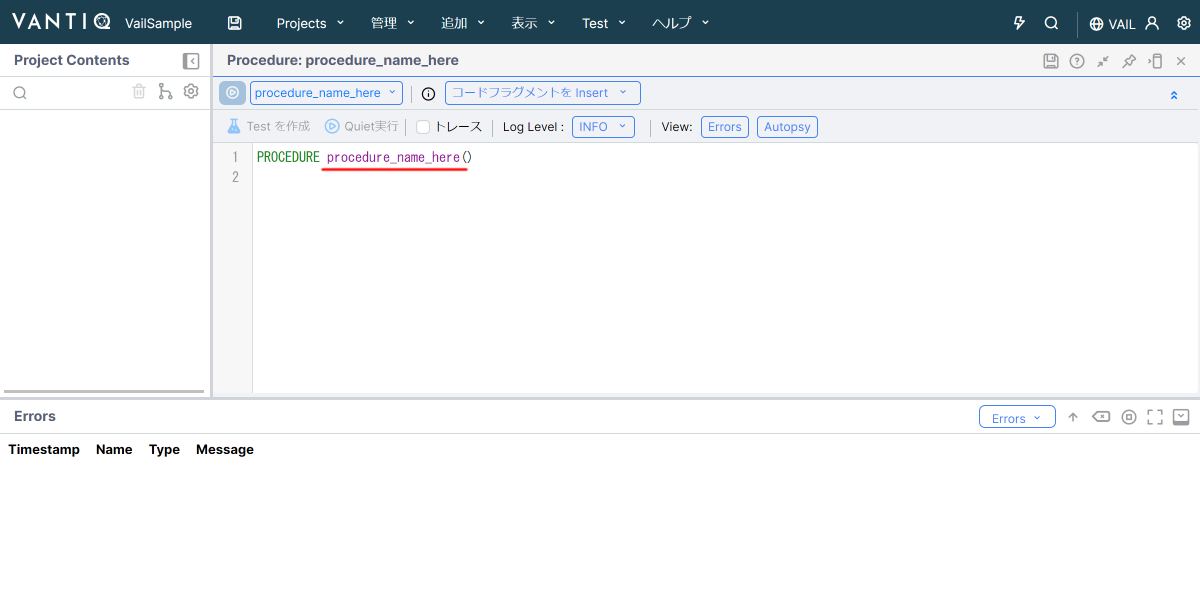 VANTIQ VailSample Projects 管理 追加 表示 Test ヘルプ VAIL
Project Contents
Procedure: procedure_name_here
procedure_name_here コードフラグメントを Insert
Test を作成 Quiet実行 トレース Log Level : INFO View: Errors Autopsy
1 PROCEDURE procedure_name_here()
2
Errors Errors
Timestamp Name Type Message